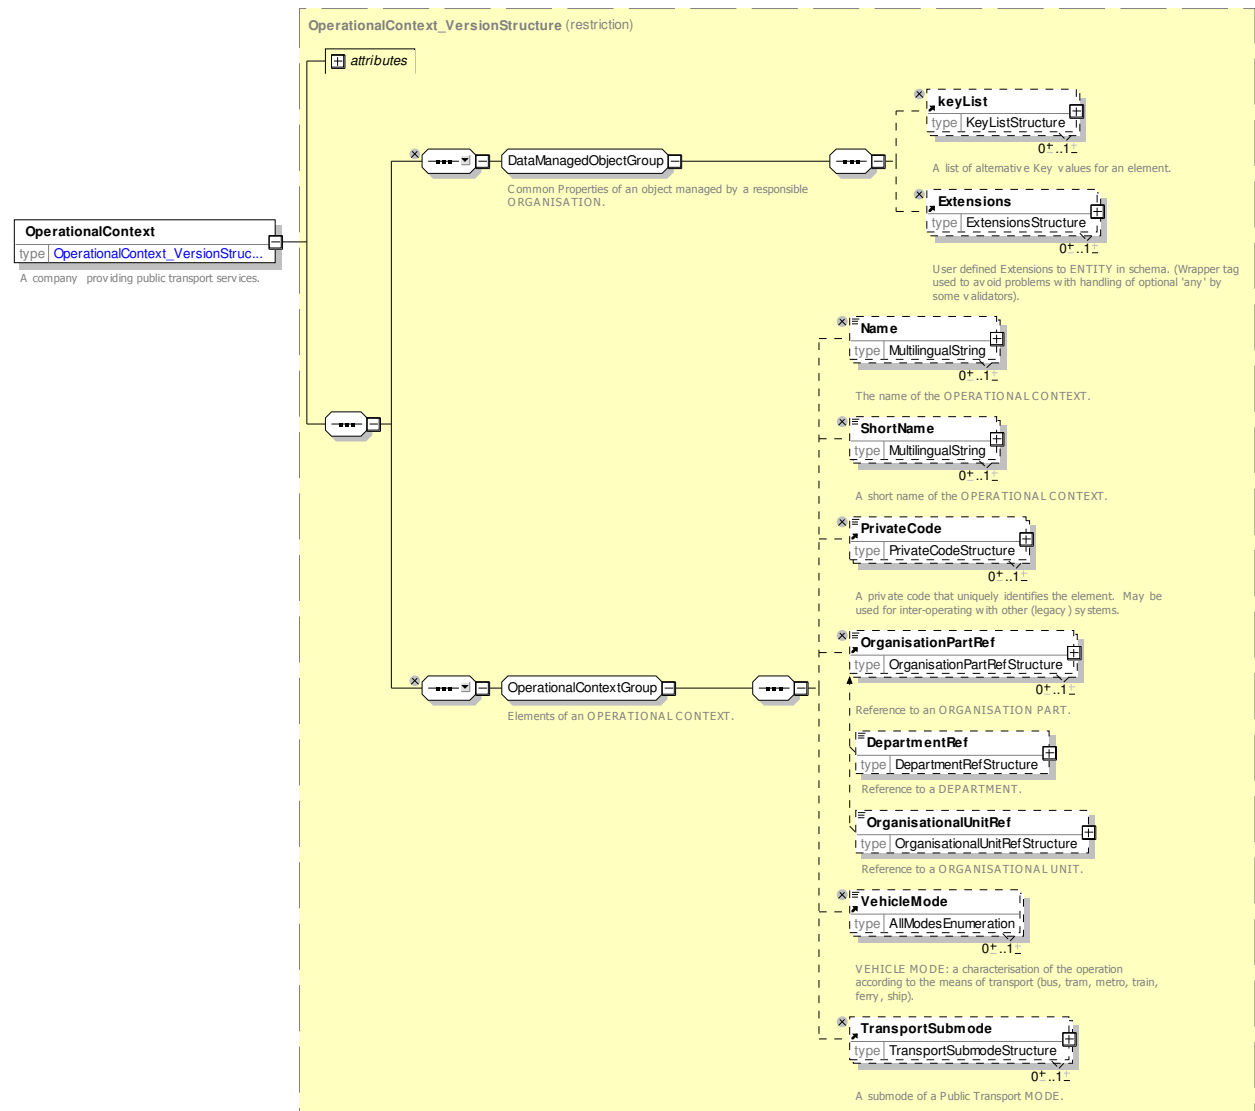 OperationalContext_VersionStructure (restriction)
attributes
keyList
type KeyListStructure
0..1
A list of alternative Key values for an element.
DataManagedObjectGroup
Common Properties of an object managed by a responsible
ORGANISATION.
Extensions
type ExtensionsStructure
0..1
User defined Extensions to ENTITY in schema. (Wrapper tag
used to avoid problems with handling of optional 'any' by
some validators).
OperationalContext
type OperationalContext_VersionStruc...
A company providing public transport services.
Name
type MultilingualString
0..1
The name of the OPERATIONAL CONTEXT.
ShortName
type MultilingualString
0..1
A short name of the OPERATIONAL CONTEXT.
PrivateCode
type PrivateCodeStructure
0..1
A private code that uniquely identifies the element. May be
used for inter-operating with other (legacy) systems.
OrganisationPartRef
type OrganisationPartRefStructure
0..1
Reference to an ORGANISATION PART.
OperationalContextGroup
Elements of an OPERATIONAL CONTEXT.
DepartmentRef
type DepartmentRefStructure
Reference to a DEPARTMENT.
OrganisationalUnitRef
type OrganisationalUnitRefStructure
Reference to a ORGANISATIONAL UNIT.
VehicleMode
type AllModesEnumeration
0..1
VEHICLE MODE: a characterisation of the operation
according to the means of transport (bus, tram, metro, train,
ferry, ship).
TransportSubmode
type TransportSubmodeStructure
0..1
A submode of a Public Transport MODE.